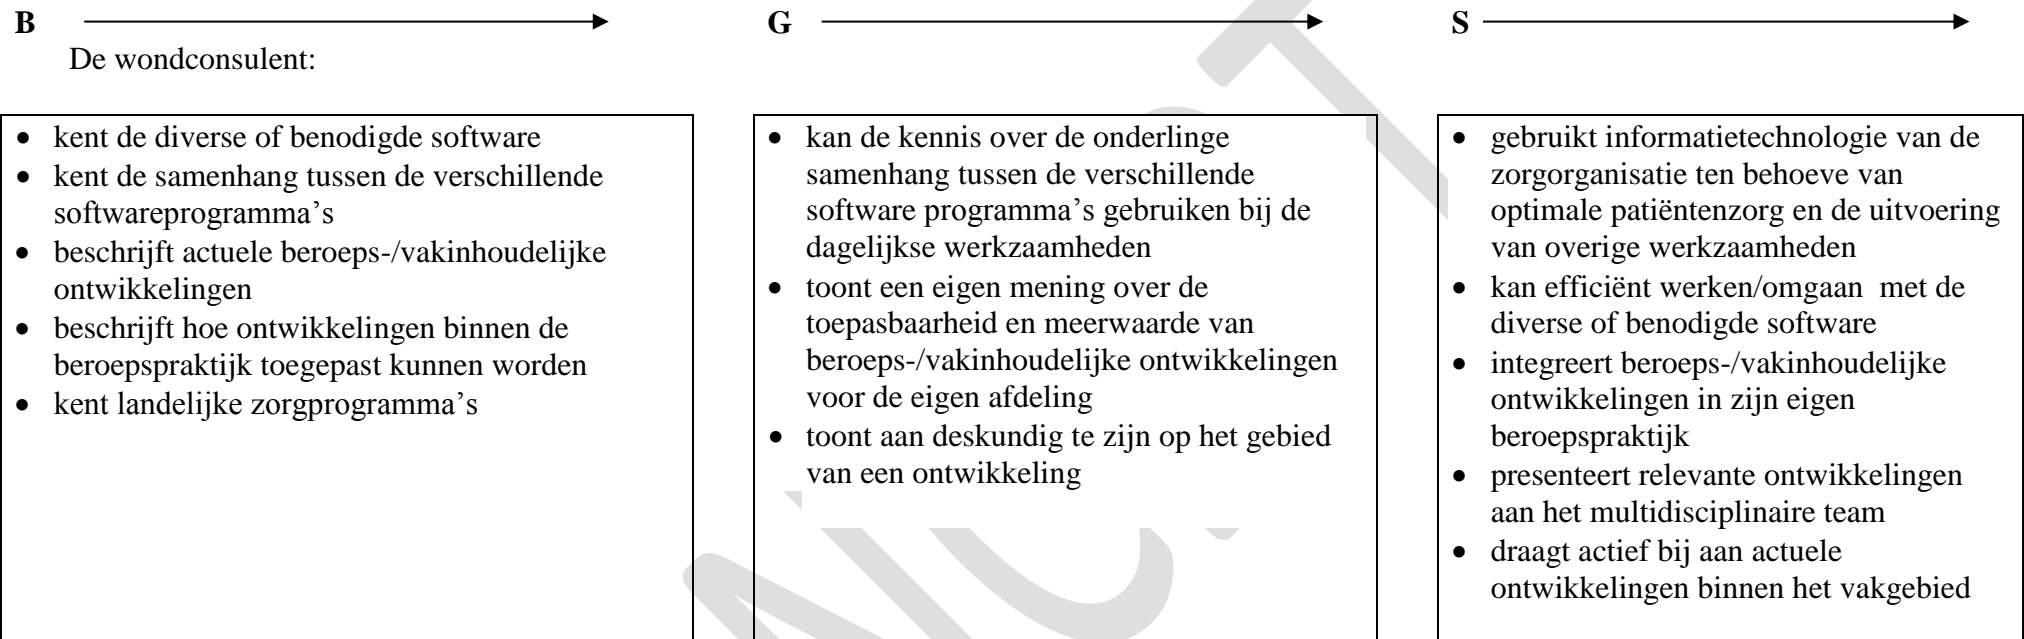 B
G
S
De wondconsulent:
• kent de diverse of benodigde software
• kent de samenhang tussen de verschillende
softwareprogramma’s
• beschrijft actuele beroeps-/vakinhoudelijke
ontwikkelingen
• beschrijft hoe ontwikkelingen binnen de
beroepspraktijk toegepast kunnen worden
• kent landelijke zorgprogramma’s
• kan de kennis over de onderlinge
samenhang tussen de verschillende
software programma’s gebruiken bij de
dagelijkse werkzaamheden
• toont een eigen mening over de
toepasbaarheid en meerwaarde van
beroeps-/vakinhoudelijke ontwikkelingen
voor de eigen afdeling
• toont aan deskundig te zijn op het gebied
van een ontwikkeling
• gebruikt informatietechnologie van de
zorgorganisatie ten behoeve van
optimale patiëntenzorg en de uitvoering
van overige werkzaamheden
• kan efficiënt werken/omgaan  met de
diverse of benodigde software
• integreert beroeps-/vakinhoudelijke
ontwikkelingen in zijn eigen
beroepspraktijk
• presenteert relevante ontwikkelingen
aan het multidisciplinaire team
• draagt actief bij aan actuele
ontwikkelingen binnen het vakgebied